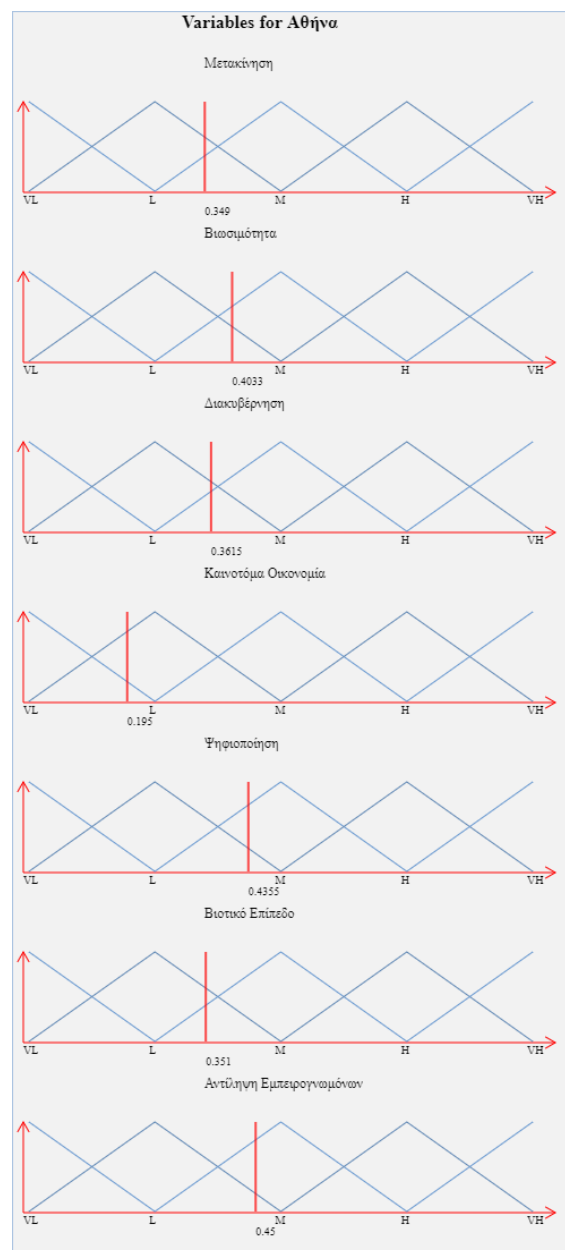 Variables for Αθήνα
Μετακίνηση
VL L M H VH
0.349
Βιωσιμότητα
VL L M H VH
0.4033
Διακυβέρνηση
VL L M H VH
0.3615
Καινοτόμα Οικονομία
VL L M H VH
0.195
Ψηφιοποίηση
VL L M H VH
0.4355
Βιοτικό Επίπεδο
VL L M H VH
0.351
Αντίληψη Εμπειρογνωμόνων
VL L M H VH
0.45